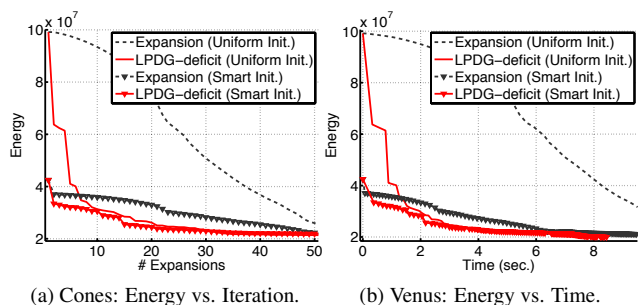 x 10^7
10
8
6
4
2
Energy
Expansion (Uniform Init.)
LPDG-deficit (Uniform Init.)
Expansion (Smart Init.)
LPDG-deficit (Smart Init.)
10
20
30
40
50
# Expansions
(a) Cones: Energy vs. Iteration.
x 10^7
10
8
6
4
2
Energy
Expansion (Uniform Init.)
LPDG-deficit (Uniform Init.)
Expansion (Smart Init.)
LPDG-deficit (Smart Init.)
0
2
4
6
8
Time (sec.)
(b) Venus: Energy vs. Time.